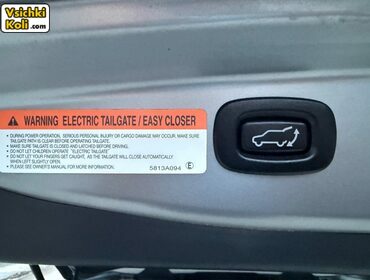 Vsichki
Koli .com
WARNING ELECTRIC TAILGATE / EASY CLOSER
• DURING POWER OPERATION, SERIOUS PERSONAL INJURY OR CARGO DAMAGE MAY OCCUR, MAKE SURE
TAILGATE PATH IS CLEAR BEFORE OPERATING TAILGATE.
• MAKE SURE TAILGATE IS CLOSED AND LATCHED BEFORE DRIVING.
• DO NOT LET CHILDREN OPERATE "ELECTRIC TAILGATE"
• DO NOT LET YOUR FINGERS GET CAUGHT, AS THE TAILGATE WILL CLOSE AUTOMATICALLY
WHEN IT IS SLIGHTLY OPEN.
• PLEASE SEE OWNER'S MANUAL FOR MORE INSTRUCTIONS.
5813A094 E